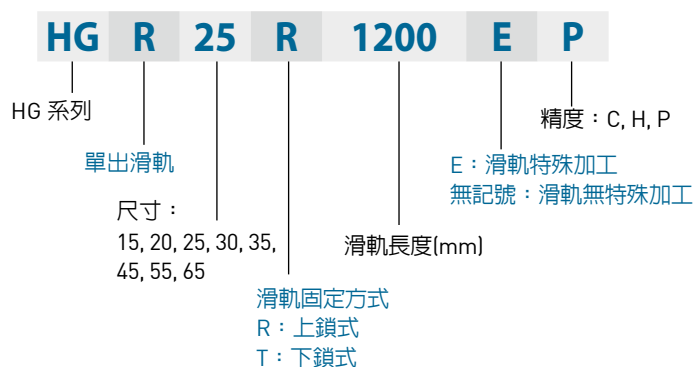 HG R 25 R 1200 E P
HG 系列
精度：C, H, P
單出滑軌
E：滑軌特殊加工
無記號：滑軌無特殊加工
尺寸：
15, 20, 25, 30, 35,
45, 55, 65
滑軌長度(mm)
滑軌固定方式
R：上鎖式
T：下鎖式